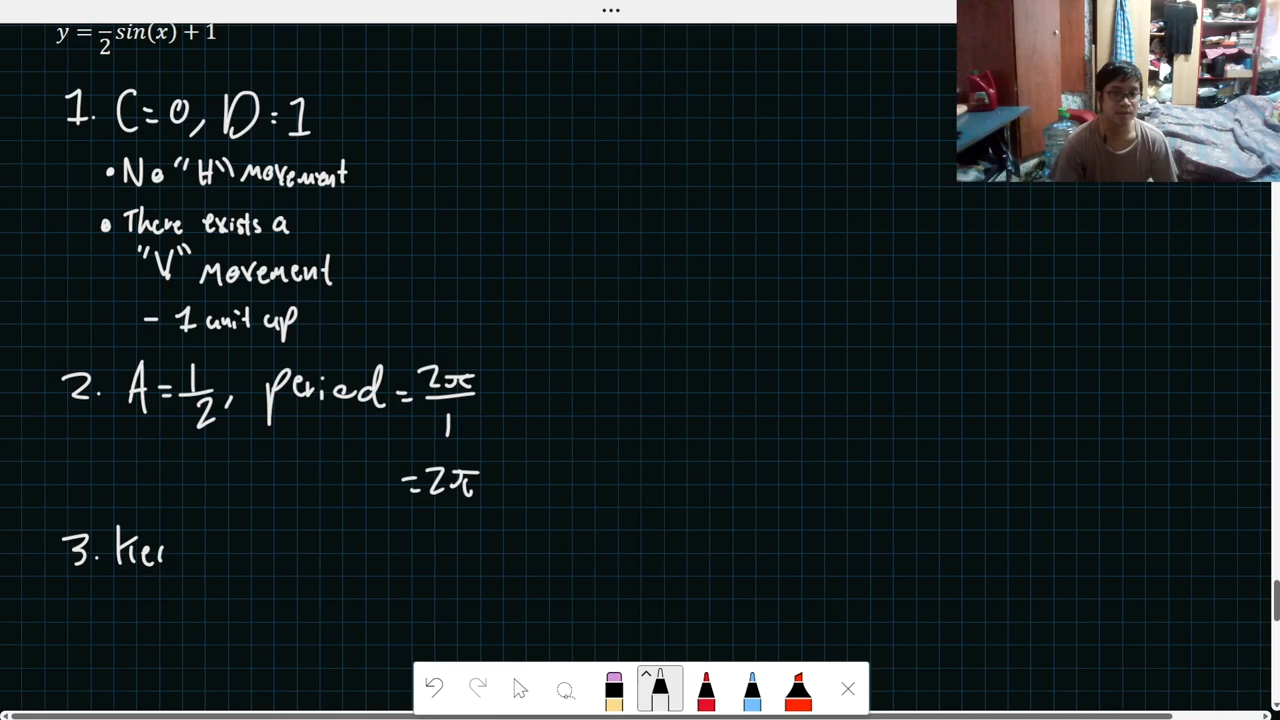 y = _/2 sin(x) + 1
1. C=0, D=1
• No "H" movement
• There exists a
"V" movement
- 1 unit up
2. A = 1/2, period = 2π/1
= 2π
3.